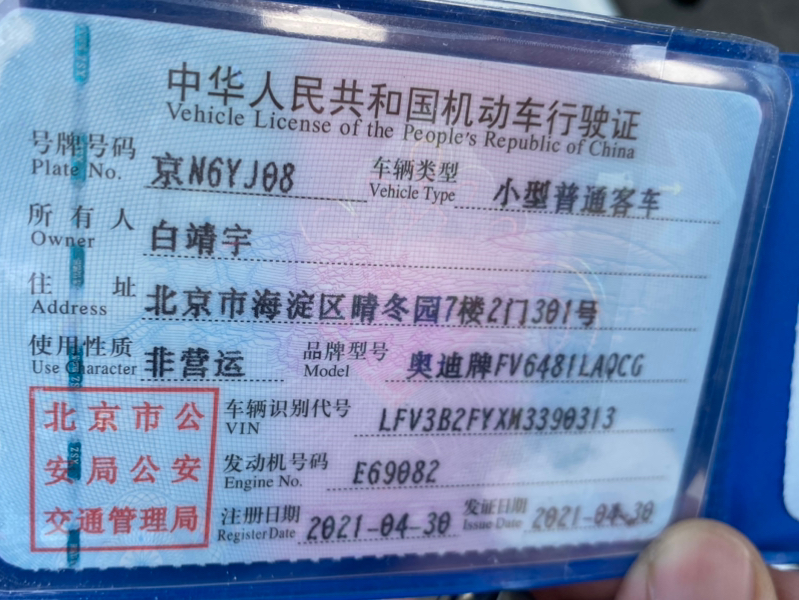 中华人民共和国机动车行驶证
Vehicle License of the People's Republic of China
号牌号码 京N6YJ08 车辆类型 小型普通客车
Plate No. Vehicle Type
所有人 白靖宇
Owner
住址 北京市海淀区晴冬园7楼2门301号
Address
使用性质 非营运 品牌型号 奥迪牌FV6481LAQCG
Use Character Model
北京市公安局公安交通管理局
车辆识别代号 LFV3B2FYXM3390313
VIN
发动机号码 E69082
Engine No.
注册日期 2021-04-30 发证日期 2021-04-30
Register Date Issue Date